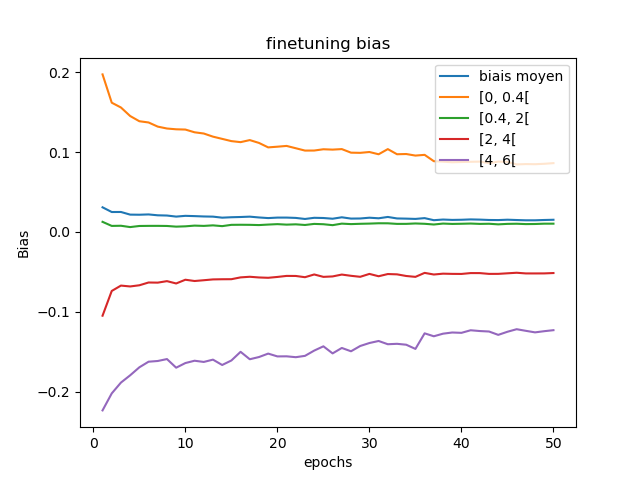 finetuning bias
biais moyen
[0, 0.4[
[0.4, 2[
[2, 4[
[4, 6[
Bias
0.2
0.1
0.0
−0.1
−0.2
0 10 20 30 40 50
epochs